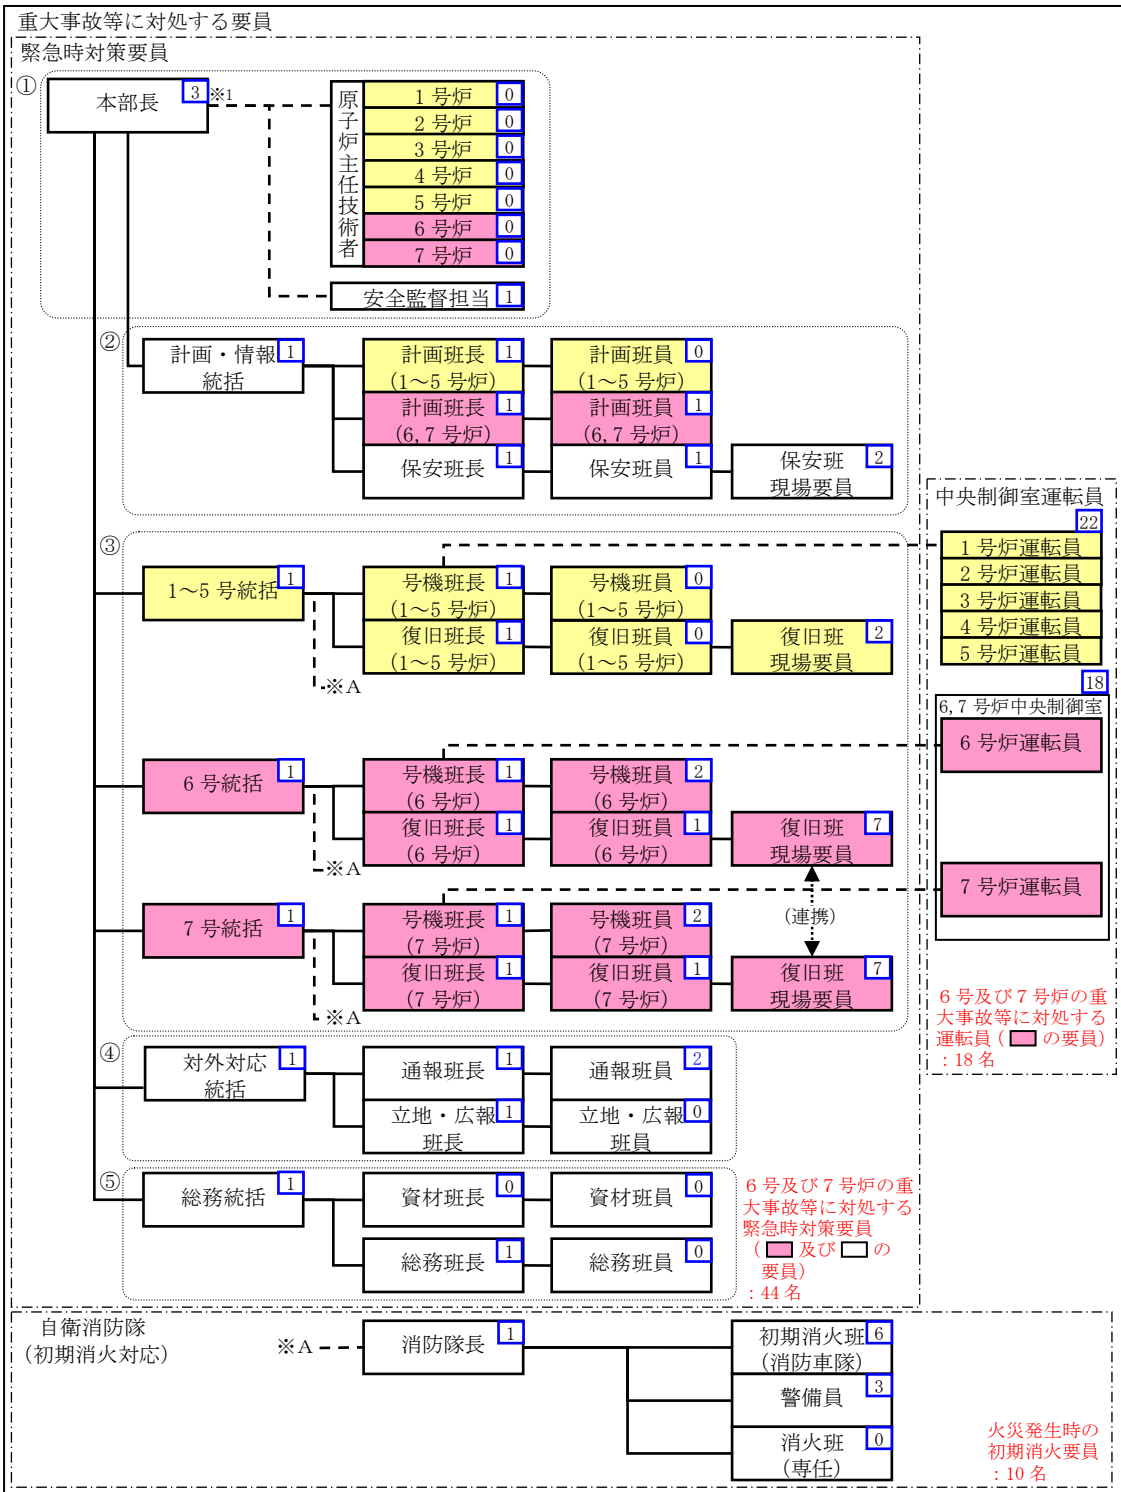 重大事故等に対処する要員
緊急時対策要員
①
本部長
3
※1
原子炉主任技術者
1号炉
0
2号炉
0
3号炉
0
4号炉
0
5号炉
0
6号炉
0
7号炉
0
安全監督担当
1
②
計画・情報
統括
1
計画班長
(1～5号炉)
1
計画班員
(1～5号炉)
0
計画班長
(6,7号炉)
1
計画班員
(6,7号炉)
1
保安班長
1
保安班員
1
保安班
現場要員
2
中央制御室運転員
22
1号炉運転員
2号炉運転員
3号炉運転員
4号炉運転員
5号炉運転員
18
6,7号炉中央制御室
6号炉運転員
7号炉運転員
6号及び7号炉の重
大事故等に対処する
運転員(の要員)
：18名
③
1～5号統括
1
号機班長
(1～5号炉)
1
号機班員
(1～5号炉)
0
復旧班長
(1～5号炉)
1
復旧班員
(1～5号炉)
0
復旧班
現場要員
2
※A
6号統括
1
号機班長
(6号炉)
1
号機班員
(6号炉)
2
復旧班長
(6号炉)
1
復旧班員
(6号炉)
1
復旧班
現場要員
7
※A
(連携)
7号統括
1
号機班長
(7号炉)
1
号機班員
(7号炉)
2
復旧班長
(7号炉)
1
復旧班員
(7号炉)
1
復旧班
現場要員
7
※A
④
対外対応
統括
1
通報班長
1
通報班員
2
立地・広報
班長
1
立地・広報
班員
0
⑤
総務統括
1
資材班長
0
資材班員
0
総務班長
1
総務班員
0
6号及び7号炉の重
大事故等に対処する
緊急時対策要員
(及びの
要員)
：44名
自衛消防隊
(初期消火対応)
※A
消防隊長
1
初期消火班
(消防車隊)
6
警備員
3
消火班
(専任)
0
火災発生時の
初期消火要員
：10名